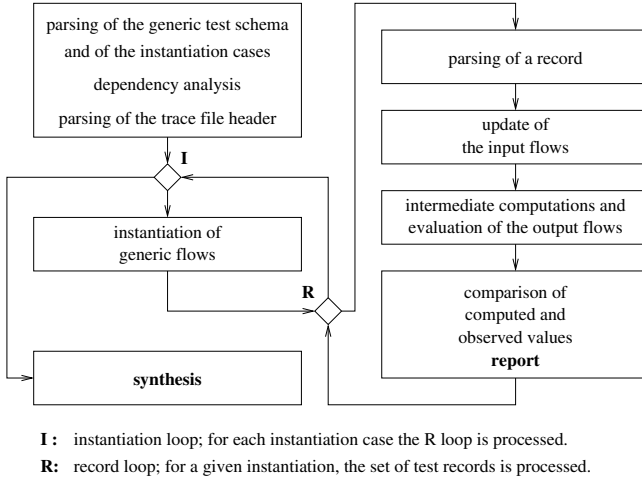 parsing of the generic test schema
and of the instantiation cases
dependency analysis
parsing of the trace file header
I
instantiation of
generic flows
R
synthesis
parsing of a record
update of
the input flows
intermediate computations and
evaluation of the output flows
comparison of
computed and
observed values
report
I : instantiation loop; for each instantiation case the R loop is processed.
R: record loop; for a given instantiation, the set of test records is processed.